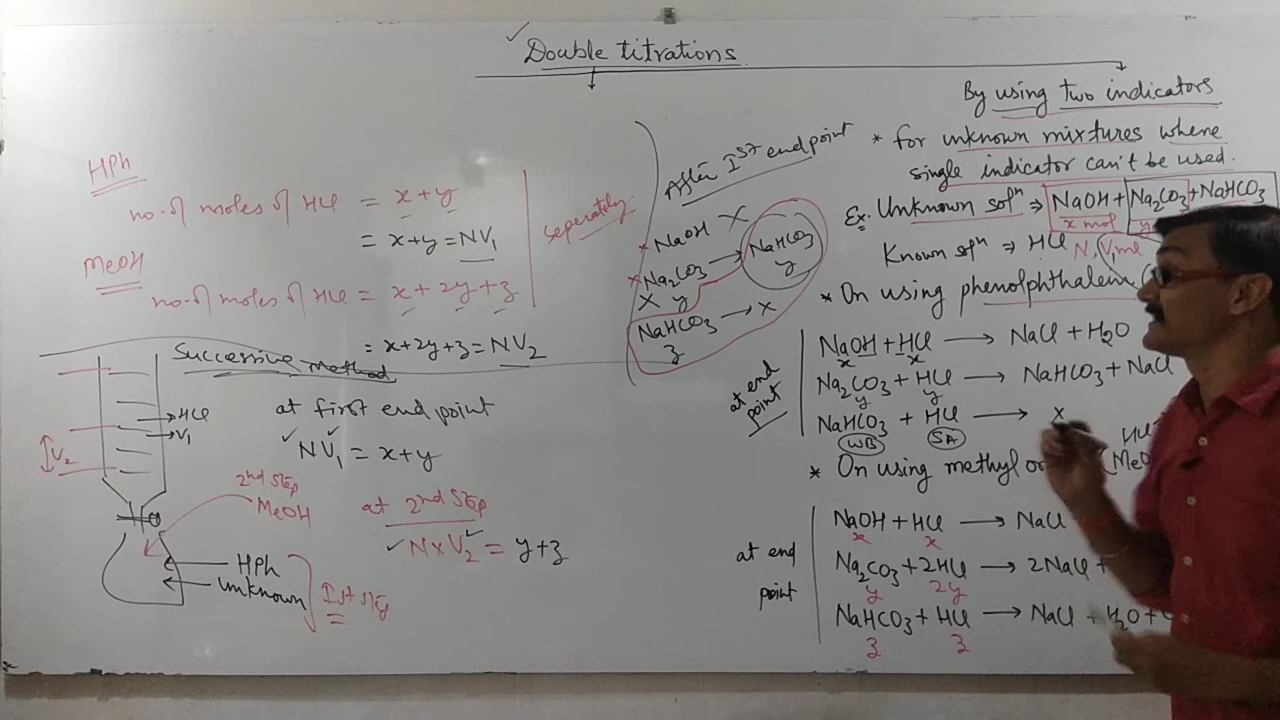 ✓ Double titrations
By using two indicators
* for unknown mixtures where
single indicator can't be used.
Ex: Unknown solⁿ ⇒ NaOH + Na2CO3 + NaHCO3
x mol y
Known solⁿ ⇒ HCl N, V, ml
* On using phenolphthalein
at end point
NaOH + HCl → NaCl + H2O
x x
Na2CO3 + HCl → NaHCO3 + NaCl
y y
NaHCO3 + HCl → x
WB SA
* On using methyl or (MeO
at end point
NaOH + HCl → NaCl
x x
Na2CO3 + 2HCl → 2NaCl +
y 2y
NaHCO3 + HCl → NaCl + H2O +
z z
After Ist endpoint
* NaOH X
* Na2CO3 → NaHCO3
X y y
NaHCO3 → x
z
HPh
no. of moles of HCl = x + y
= x + y = NV1
MeOH
no. of moles of HCl = x + 2y + z
= x + 2y + z = NV2
seperately
Successive method
at first end point
✓ NV1 = x + y
at 2nd step
✓ N x V2 = y + z
HCl
V1
V2
2nd step
MeOH
HPh
Unknown
Ist step